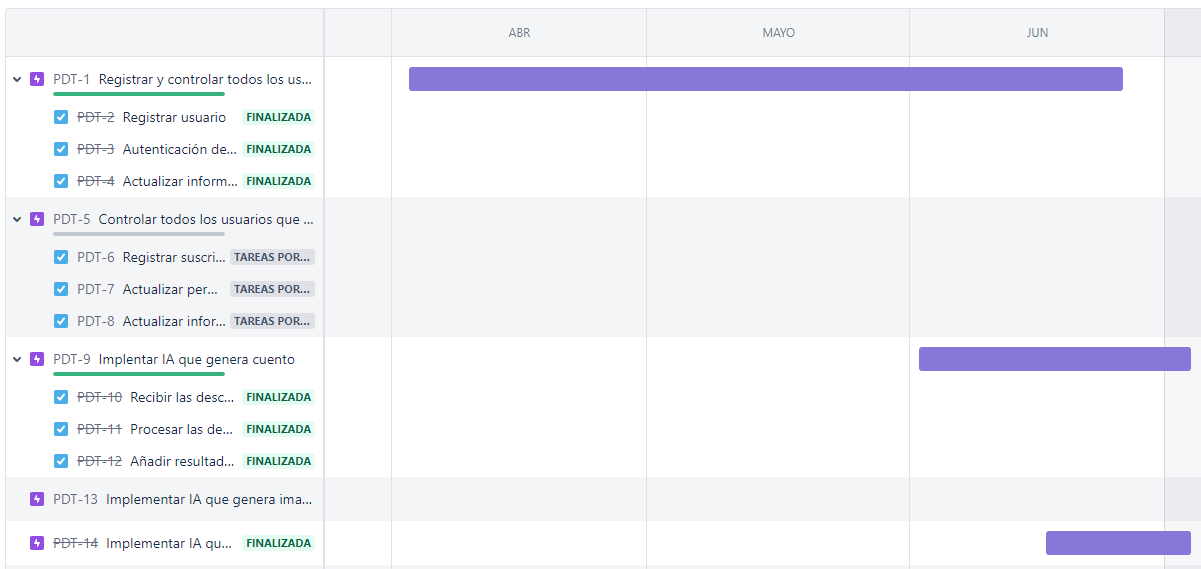 ABR MAYO JUN
PDT-1 Registrar y controlar todos los us...
PDT-2 Registrar usuario FINALIZADA
PDT-3 Autenticación de... FINALIZADA
PDT-4 Actualizar inform... FINALIZADA
PDT-5 Controlar todos los usuarios que ...
PDT-6 Registrar suscri... TAREAS POR...
PDT-7 Actualizar per... TAREAS POR...
PDT-8 Actualizar infor... TAREAS POR...
PDT-9 Implentar IA que genera cuento
PDT-10 Recibir las desc... FINALIZADA
PDT-11 Procesar las de... FINALIZADA
PDT-12 Añadir resultad... FINALIZADA
PDT-13 Implementar IA que genera ima...
PDT-14 Implementar IA qu... FINALIZADA